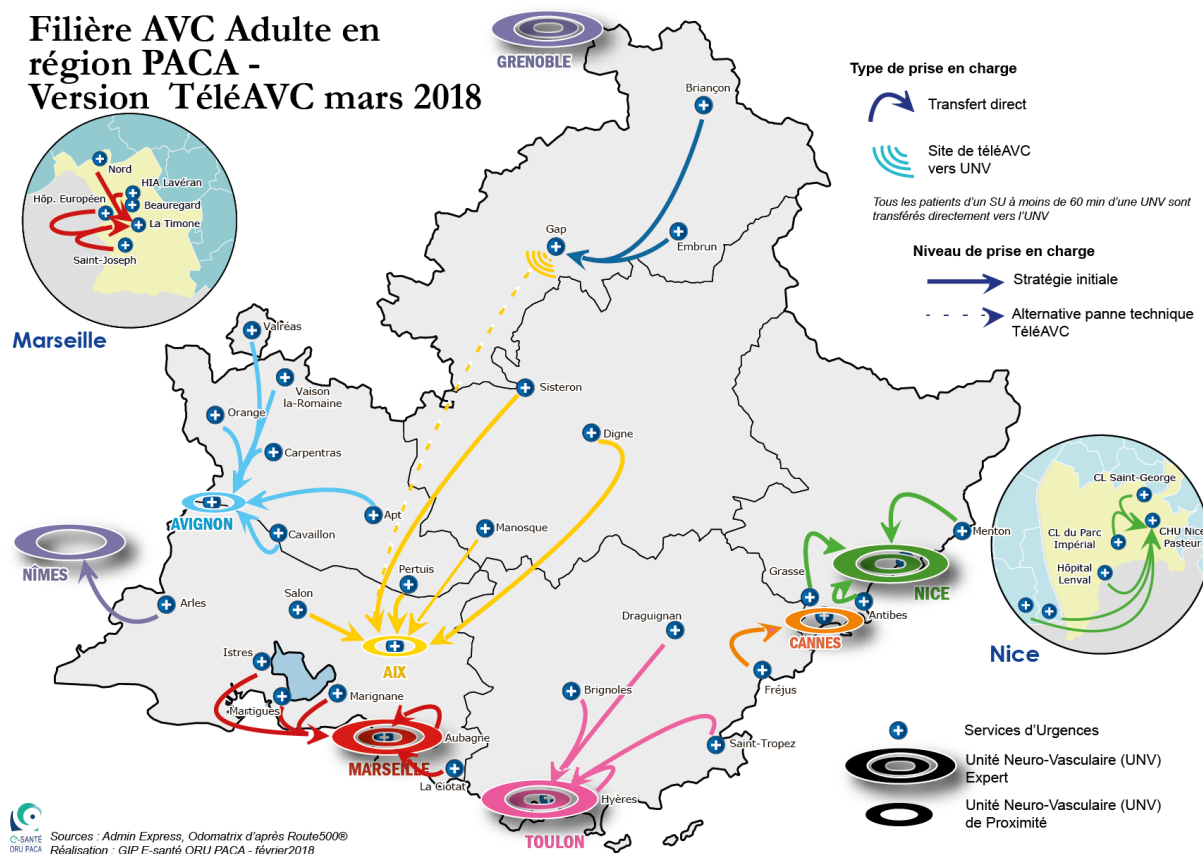 Filière AVC Adulte en
région PACA -
Version TéléAVC mars 2018
GRENOBLE
Type de prise en charge
Transfert direct
Site de téléAVC
vers UNV
Tous les patients d'un SU à moins de 60 min d'une UNV sont
transférés directement vers l'UNV
Niveau de prise en charge
Stratégie initiale
Alternative panne technique
TéléAVC
Nord
HIA Lavéran
Hôp. Européen
Beauregard
La Timone
Saint-Joseph
Marseille
Briançon
Gap
Embrun
Valréas
Vaison
la-Romaine
Orange
Carpentras
Sisteron
Digne
AVIGNON
Apt
Cavaillon
Manosque
NÎMES
Arles
Pertuis
Salon
AIX
Istres
Martigues
Marignane
MARSEILLE
Aubagne
La Ciotat
Draguignan
Brignoles
Saint-Tropez
Hyères
TOULON
Grasse
CANNES
Fréjus
Antibes
NICE
Menton
CL Saint-George
CL du Parc
Impérial
CHU Nice
Pasteur
Hôpital
Lenval
Nice
Services d'Urgences
Unité Neuro-Vasculaire (UNV)
Expert
Unité Neuro-Vasculaire (UNV)
de Proximité
e-SANTÉ
ORU PACA
Sources : Admin Express, Odomatrix d'après Route500®
Réalisation : GIP E-santé ORU PACA - février2018